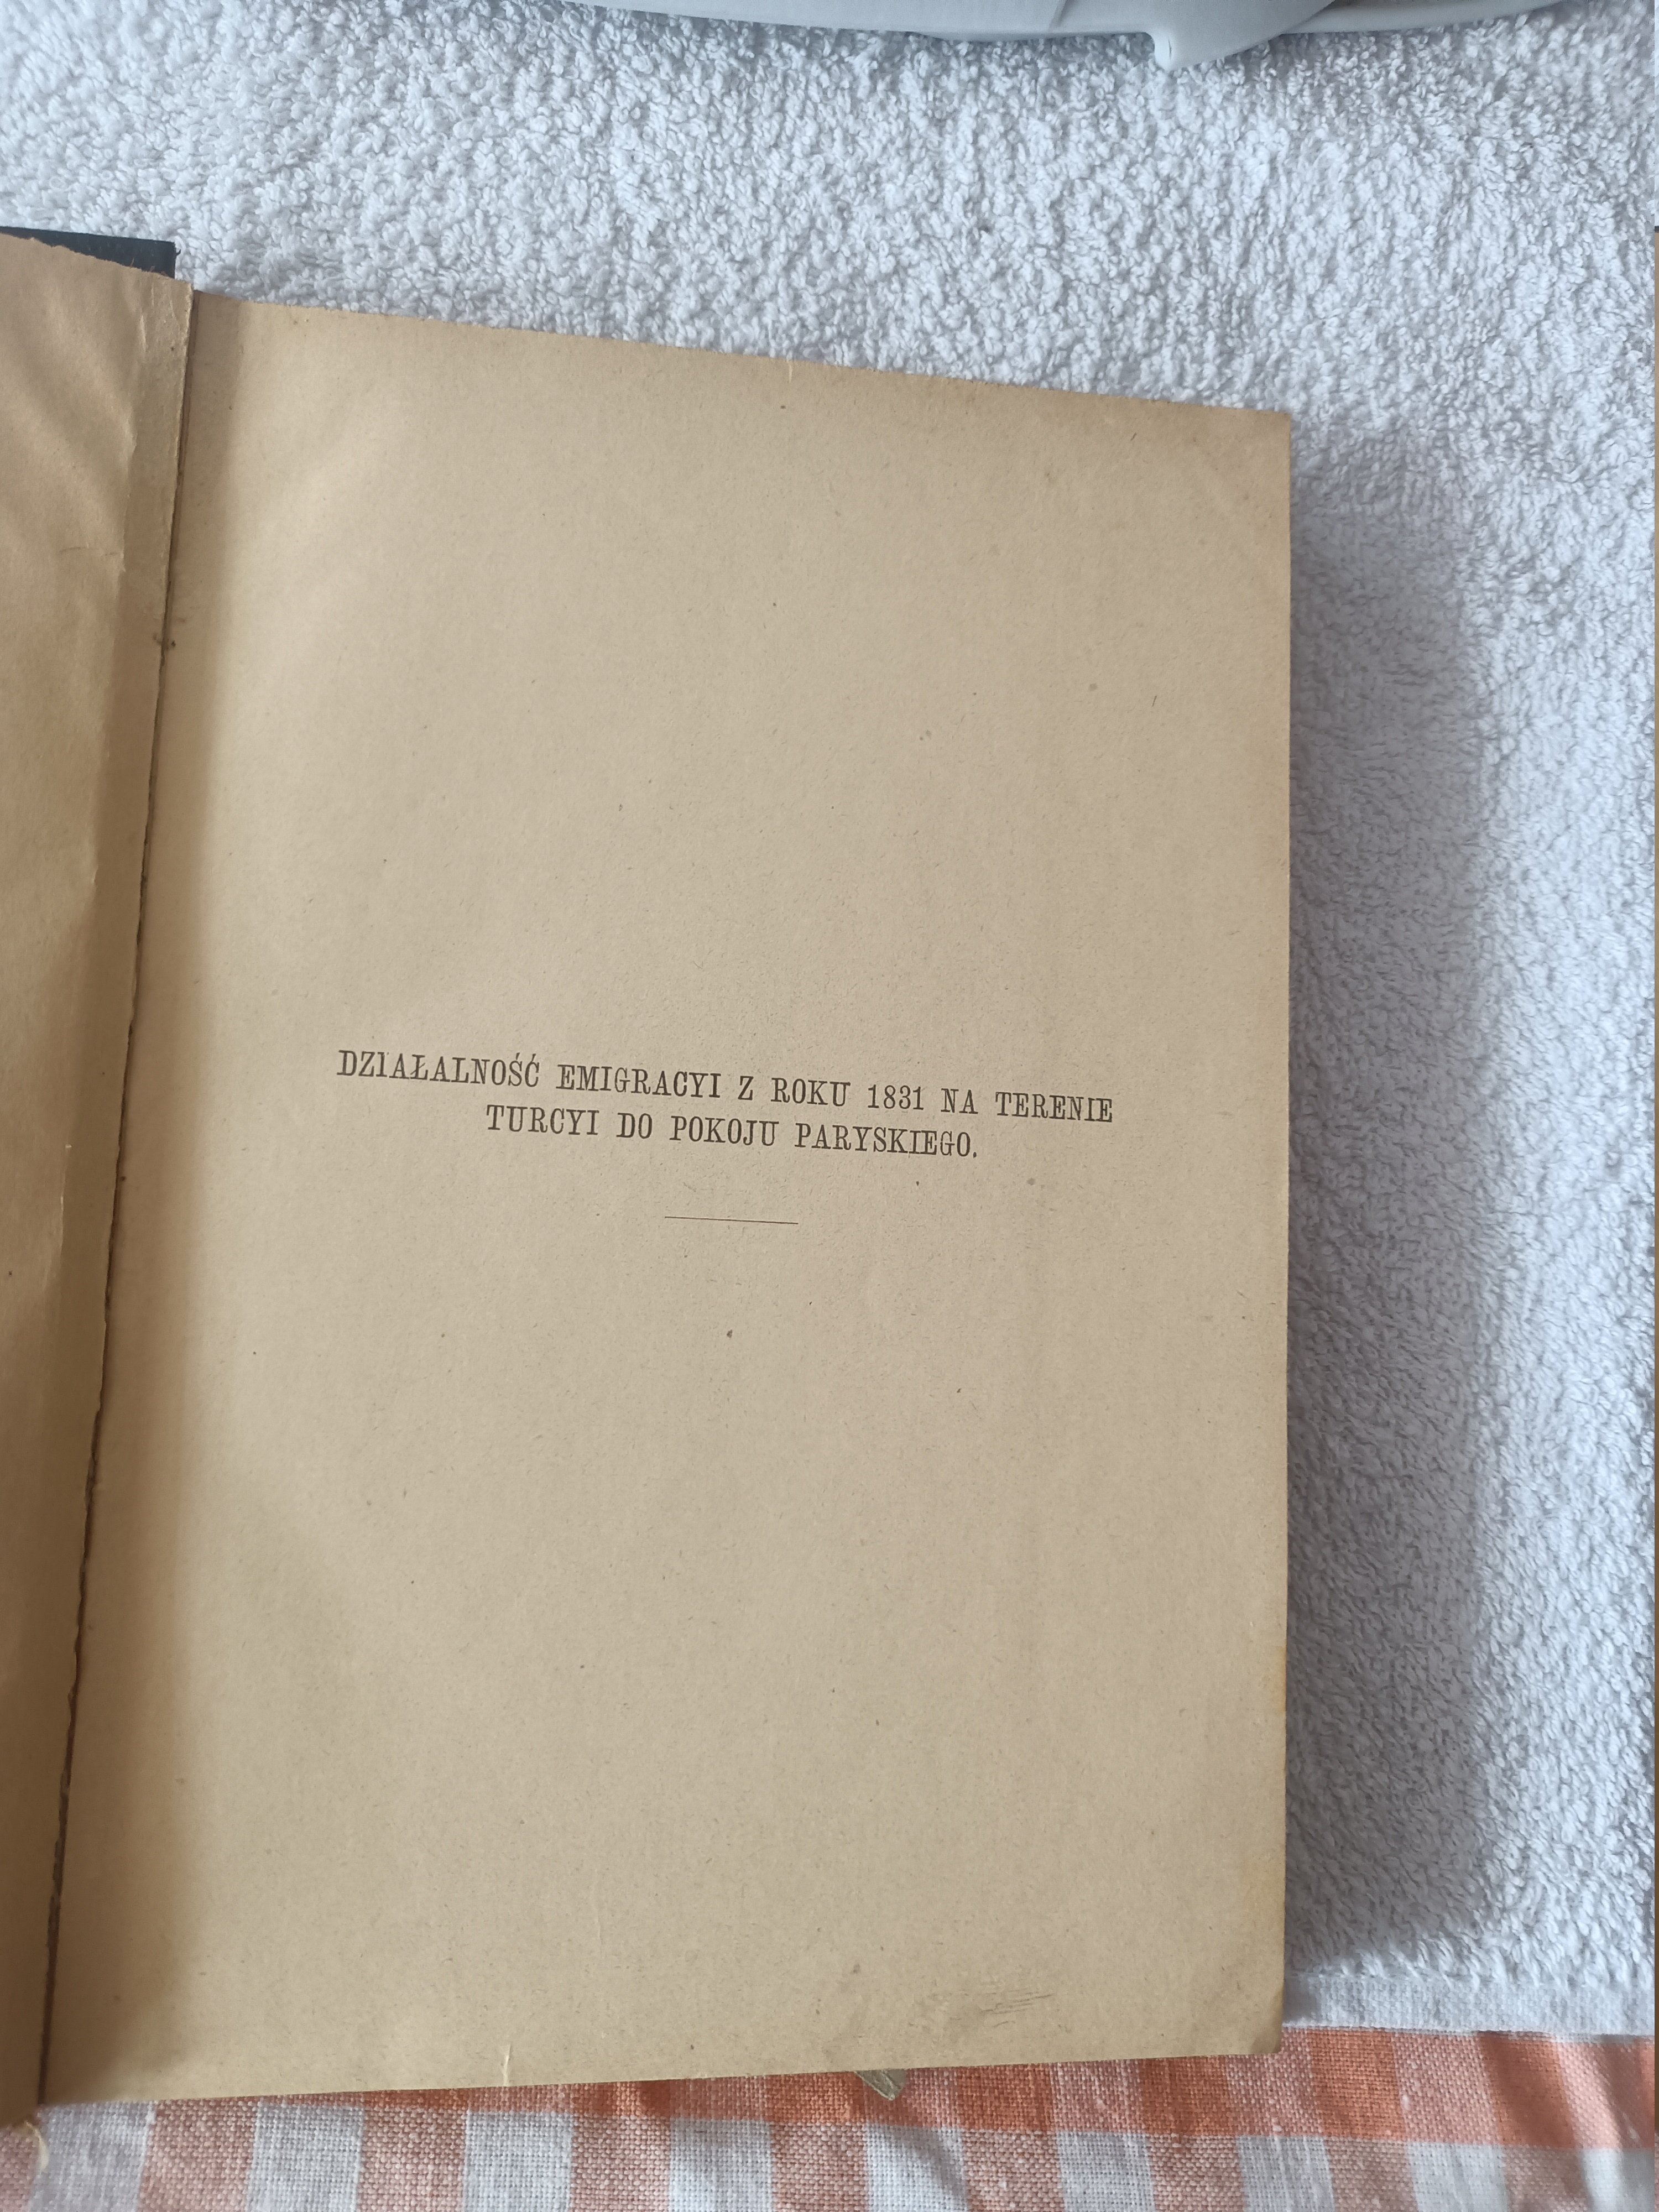 DZIAŁALNOŚĆ EMIGRACYI Z ROKU 1831 NA TERENIE
TURCYI DO POKOJU PARYSKIEGO.